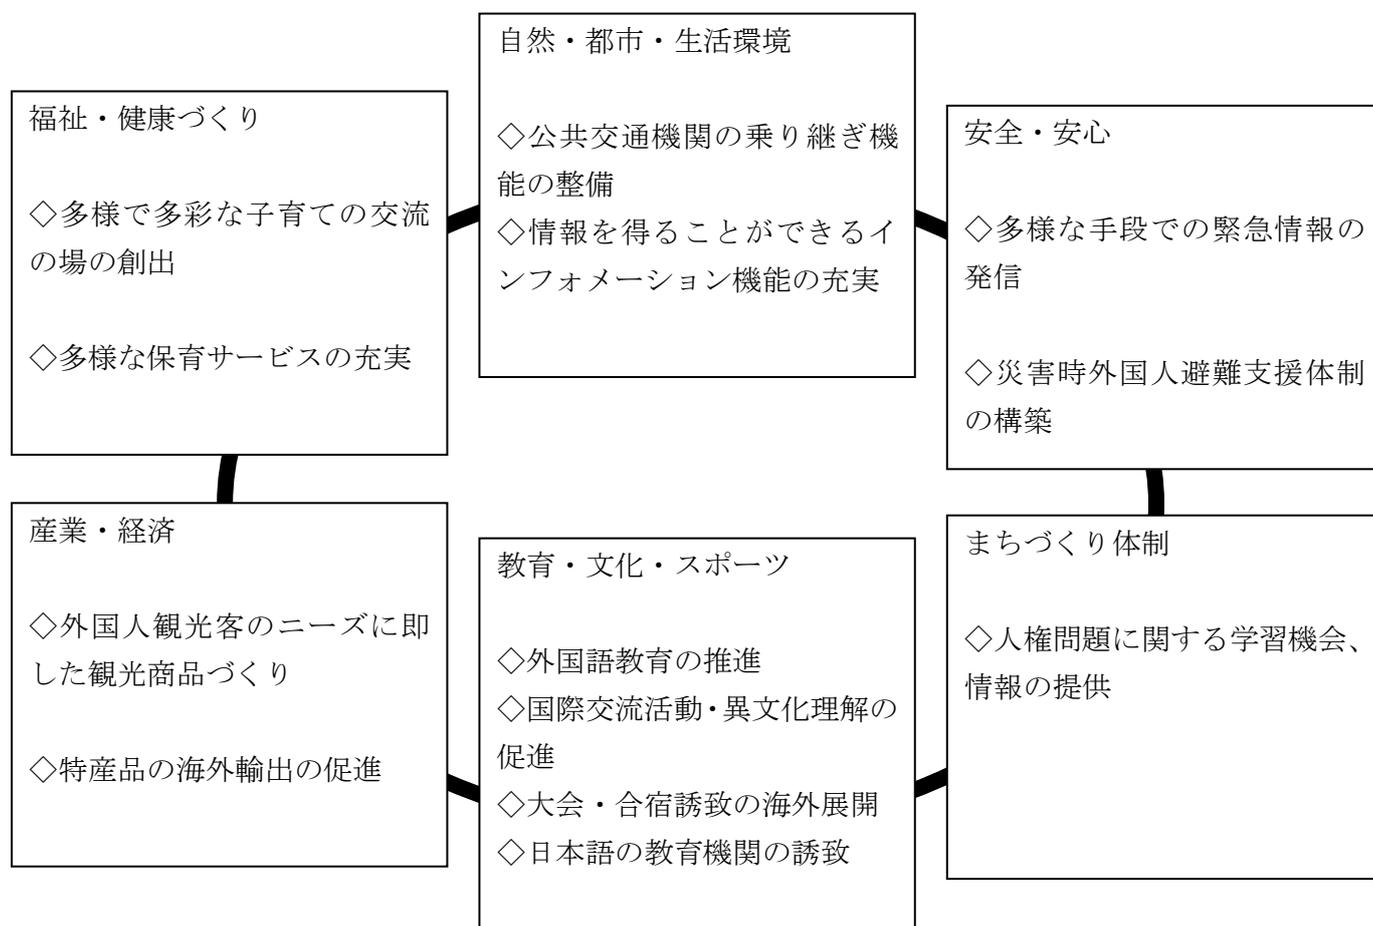 自然・都市・生活環境
◇公共交通機関の乗り継ぎ機
能の整備
◇情報を得ることができるイ
ンフォメーション機能の充実
福祉・健康づくり
◇多様で多彩な子育ての交流
の場の創出
◇多様な保育サービスの充実
安全・安心
◇多様な手段での緊急情報の
発信
◇災害時外国人避難支援体制
の構築
産業・経済
◇外国人観光客のニーズに即
した観光商品づくり
◇特産品の海外輸出の促進
教育・文化・スポーツ
◇外国語教育の推進
◇国際交流活動・異文化理解の
促進
◇大会・合宿誘致の海外展開
◇日本語の教育機関の誘致
まちづくり体制
◇人権問題に関する学習機会、
情報の提供